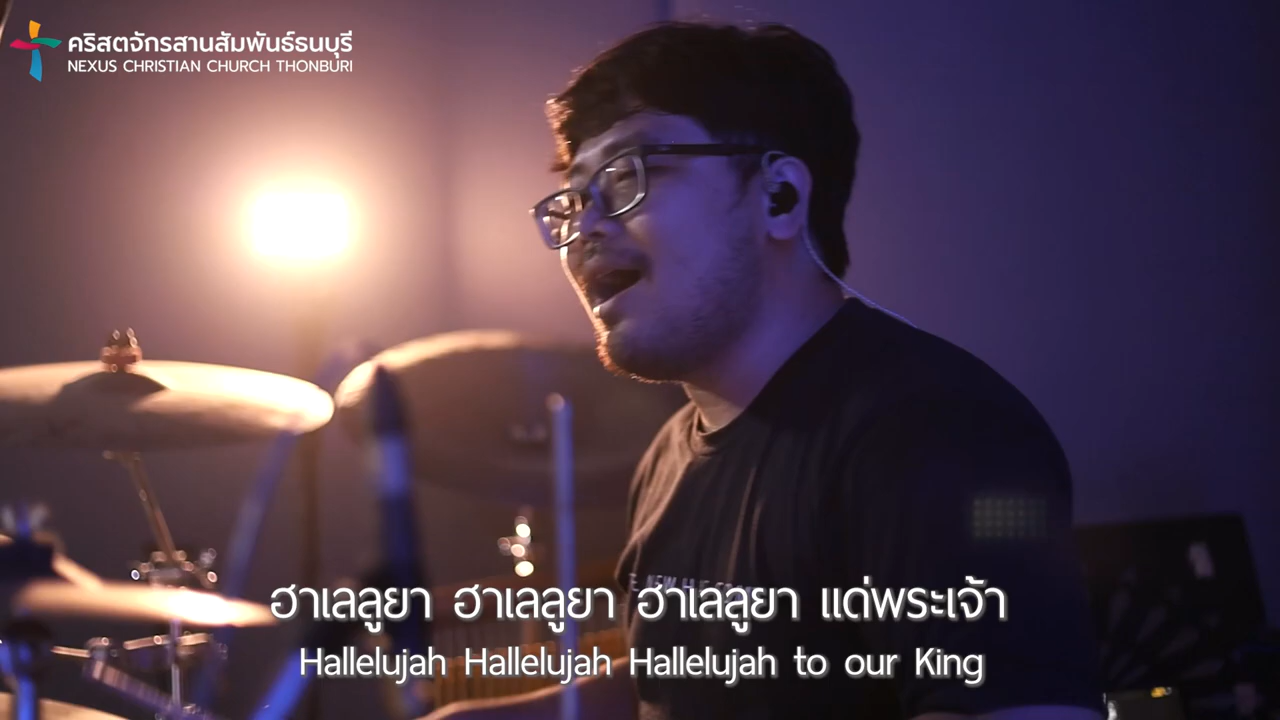 คริสตจักรสานสัมพันธ์ธนบุรี
NEXUS CHRISTIAN CHURCH THONBURI
ฮาเลลูยา ฮาเลลูยา ฮาเลลูยา แด่พระเจ้า
Hallelujah Hallelujah Hallelujah to our King